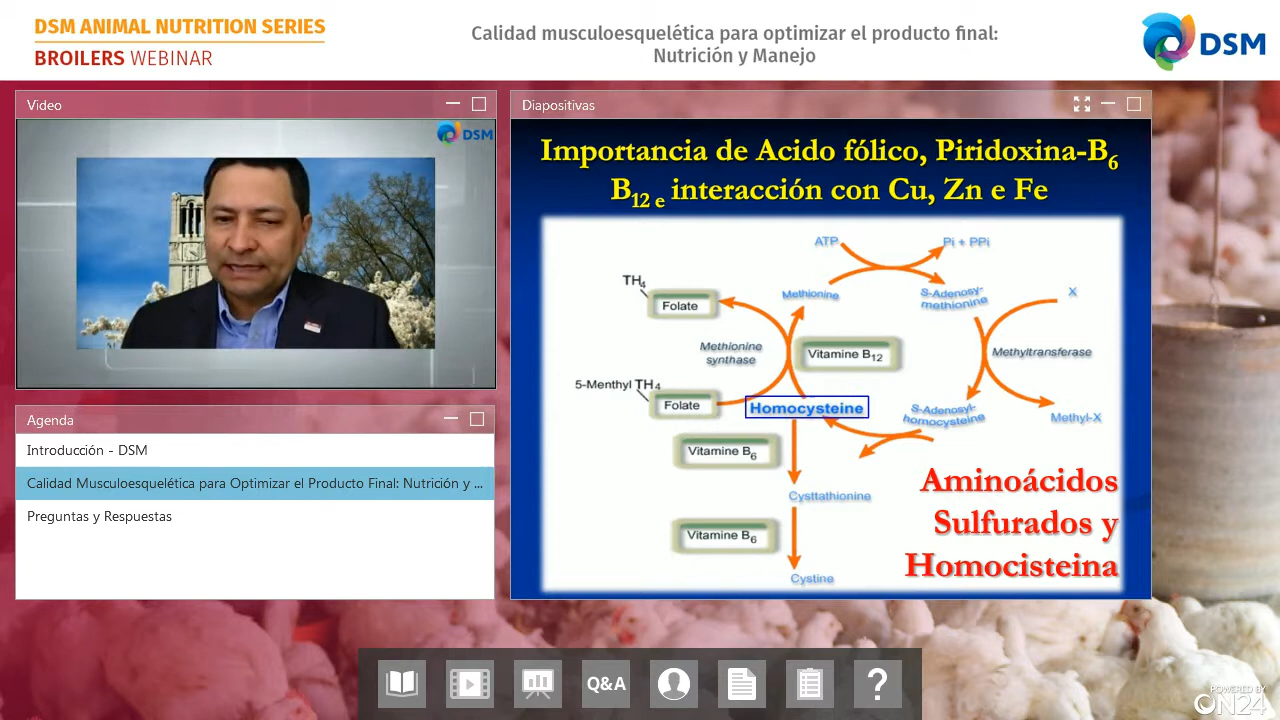 DSM ANIMAL NUTRITION SERIES
BROILERS WEBINAR
Calidad musculoesquelética para optimizar el producto final:
Nutrición y Manejo
DSM
Video
DSM
Agenda
Introducción - DSM
Calidad Musculoesquelética para Optimizar el Producto Final: Nutrición y ...
Preguntas y Respuestas
Diapositivas
Importancia de Acido fólico, Piridoxina-B6
B12 e interacción con Cu, Zn e Fe
ATP
Pi + PPi
TH4
Folate
Methionine
S-Adenosy-
methionine
X
Methionine
synthase
Vitamine B12
Methyltransferase
5-Menthyl TH4
Folate
Homocysteine
S-Adenosyl-
homocysteine
Methyl-X
Vitamine B6
Cysttathionine
Vitamine B6
Cystine
Aminoácidos
Sulfurados y
Homocisteina
Q&A
?
POWERED BY
ON24